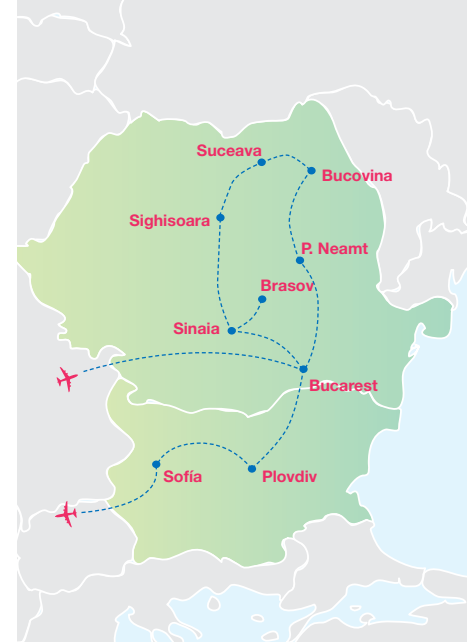 Suceava
Bucovina
Sighisoara
P. Neamt
Brasov
Sinaia
Bucarest
Sofía
Plovdiv